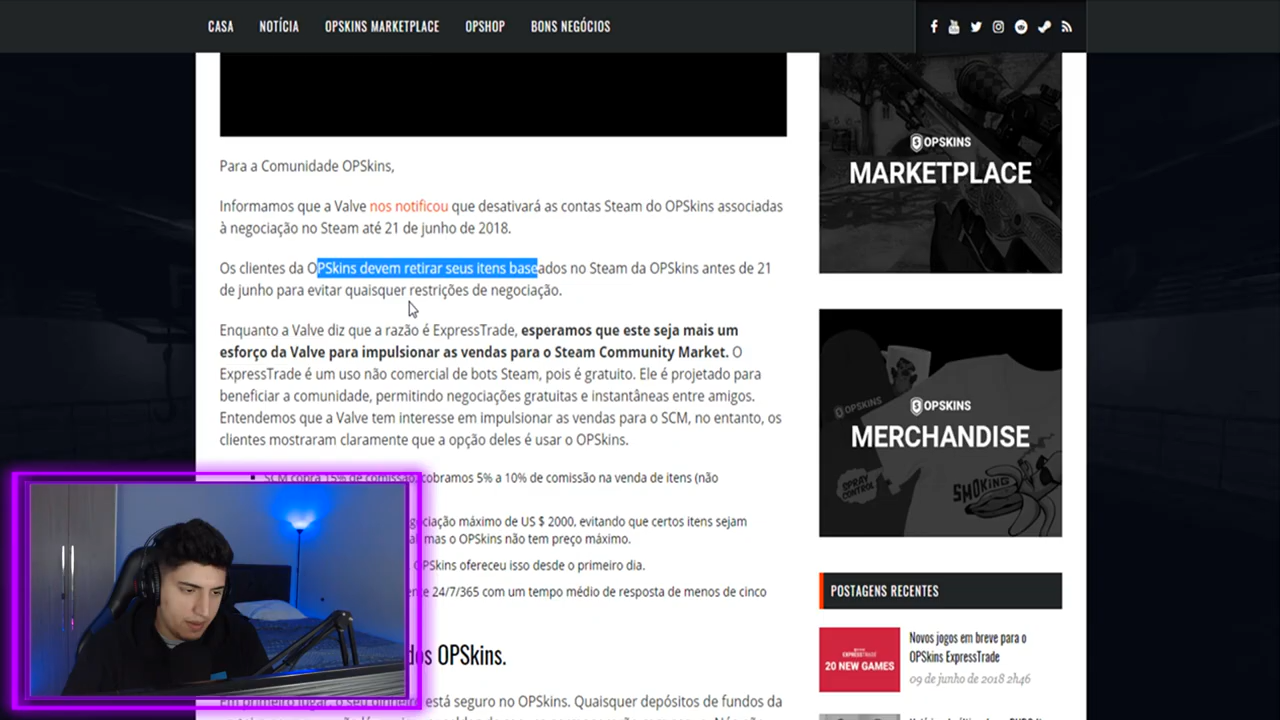 CASA NOTÍCIA OPSKINS MARKETPLACE OPSHOP BONS NEGÓCIOS
Para a Comunidade OPSkins,
Informamos que a Valve nos notificou que desativará as contas Steam do OPSkins associadas
à negociação no Steam até 21 de junho de 2018.
Os clientes da OPSkins devem retirar seus itens baseados no Steam da OPSkins antes de 21
de junho para evitar quaisquer restrições de negociação.
Enquanto a Valve diz que a razão é ExpressTrade, esperamos que este seja mais um
esforço da Valve para impulsionar as vendas para o Steam Community Market. O
ExpressTrade é um uso não comercial de bots Steam, pois é gratuito. Ele é projetado para
beneficiar a comunidade, permitindo negociações gratuitas e instantâneas entre amigos.
Entendemos que a Valve tem interesse em impulsionar as vendas para o SCM, no entanto, os
clientes mostraram claramente que a opção deles é usar o OPSkins.
SCM cobra 15% de comissão, cobramos 5% a 10% de comissão na venda de itens (não
máximo de US $ 2000, evitando que certos itens sejam
mas o OPSkins não tem preço máximo.
OPSkins ofereceu isso desde o primeiro dia.
24/7/365 com um tempo médio de resposta de menos de cinco
dos OPSkins.
Em primeiro lugar, o seu dinheiro está seguro no OPSkins. Quaisquer depósitos de fundos da
OPSKINS
MARKETPLACE
OPSKINS
MERCHANDISE
OPSKINS
SPRAY
CONTROL
SMOKING
POSTAGENS RECENTES
EXPRESSTRADE
20 NEW GAMES
Novos jogos em breve para o
OPSkins ExpressTrade
09 de junho de 2018 2h46